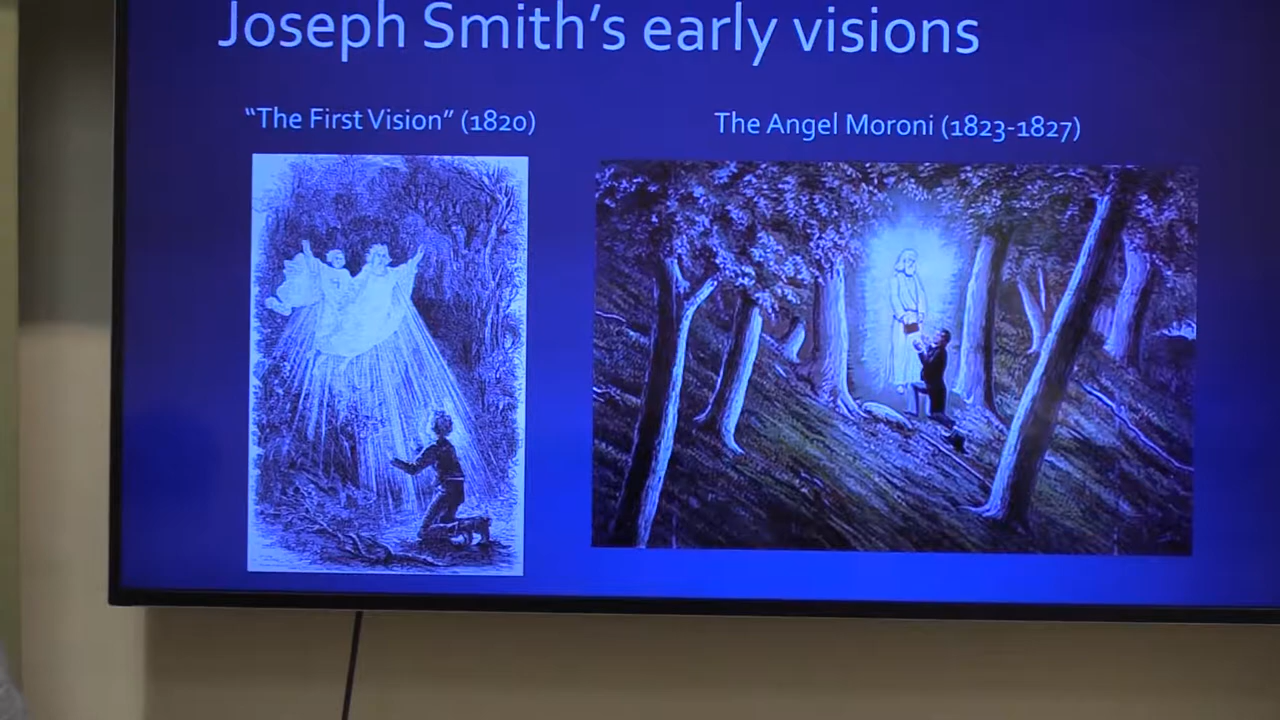 Joseph Smith’s early visions
“The First Vision” (1820)
The Angel Moroni (1823-1827)